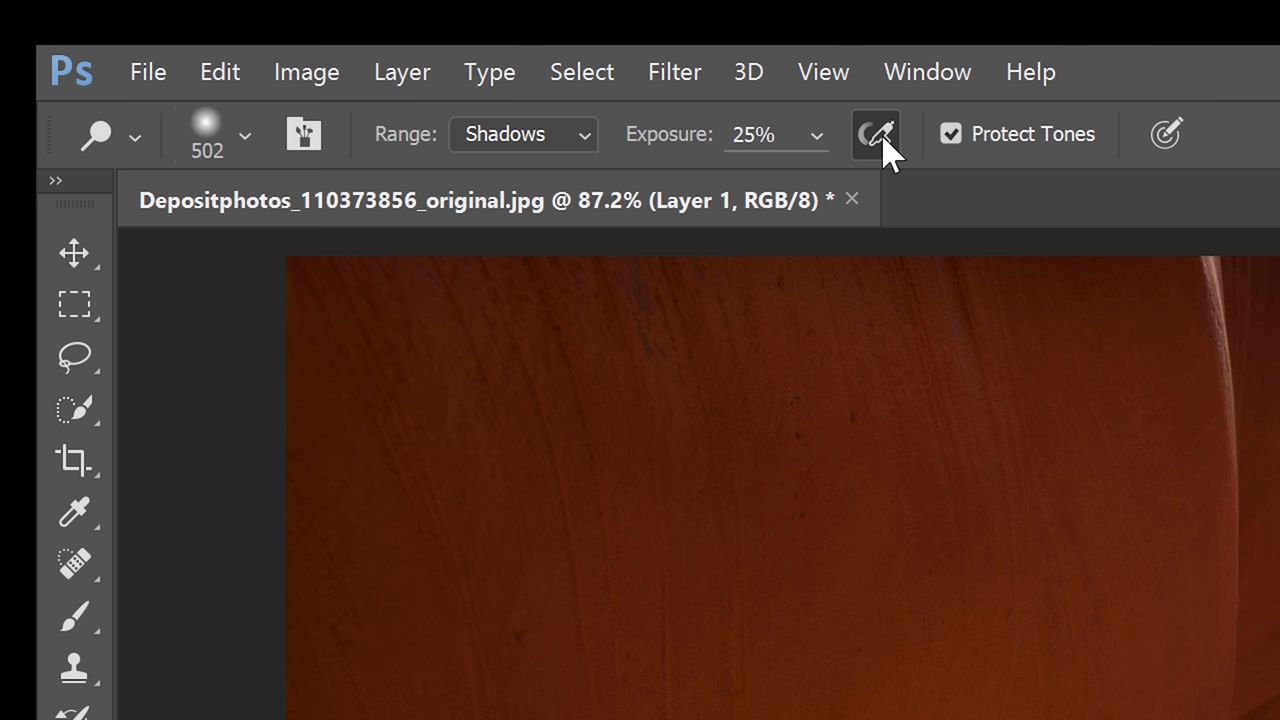 Ps File Edit Image Layer Type Select Filter 3D View Window Help
502 Range: Shadows Exposure: 25% Protect Tones
Depositphotos_110373856_original.jpg @ 87.2% (Layer 1, RGB/8) *